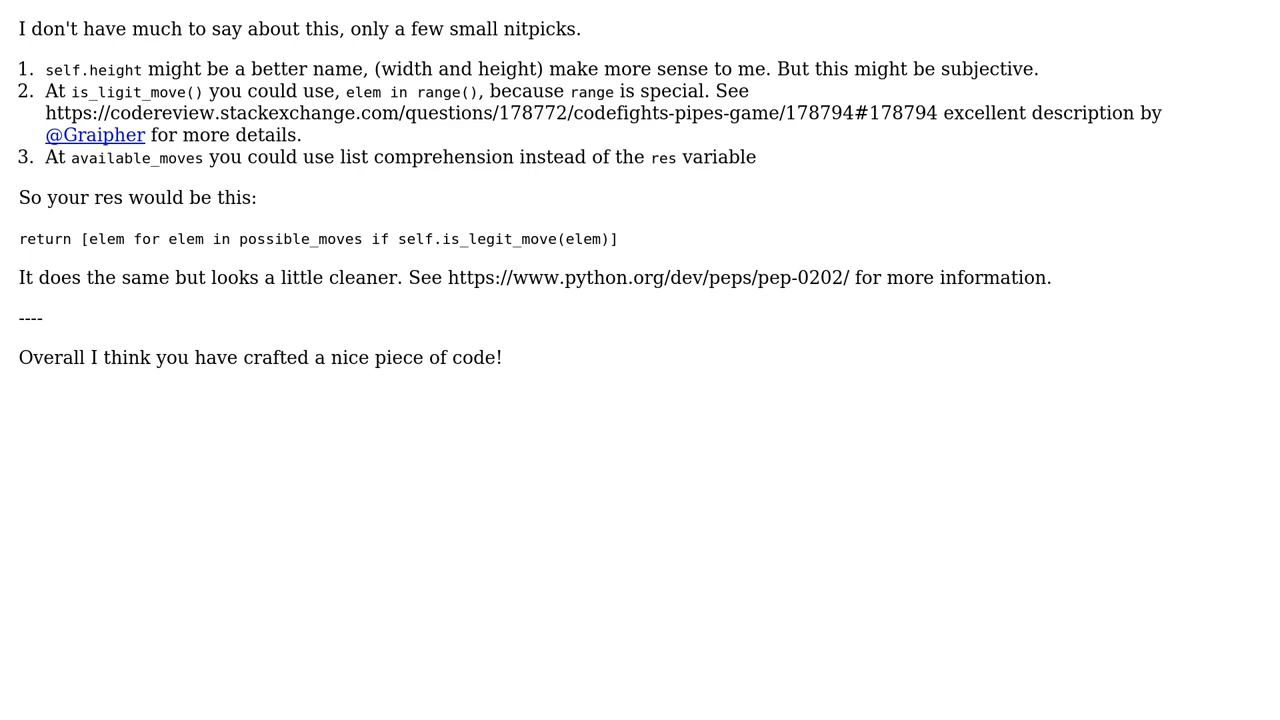 I don't have much to say about this, only a few small nitpicks.
1. self.height might be a better name, (width and height) make more sense to me. But this might be subjective.
2. At is_ligit_move() you could use, elem in range(), because range is special. See
https://codereview.stackexchange.com/questions/178772/codefights-pipes-game/178794#178794 excellent description by
@Graipher for more details.
3. At available_moves you could use list comprehension instead of the res variable
So your res would be this:
return [elem for elem in possible_moves if self.is_legit_move(elem)]
It does the same but looks a little cleaner. See https://www.python.org/dev/peps/pep-0202/ for more information.
----
Overall I think you have crafted a nice piece of code!